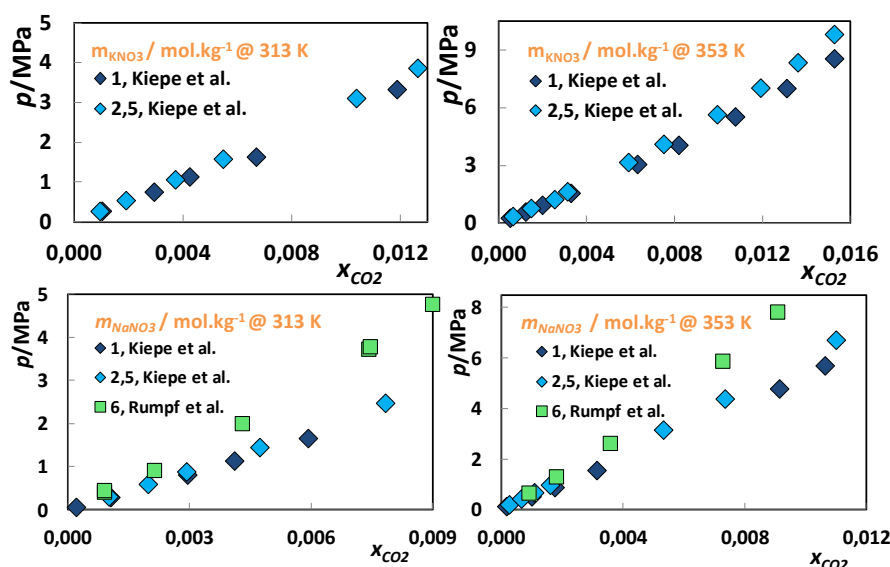 5
4
3
2
1
0
p/MPa
m_KNO3 / mol.kg⁻¹ @ 313 K
1, Kiepe et al.
2,5, Kiepe et al.
0,000 0,004 0,008 0,012
x_CO2
9
6
3
0
p/MPa
m_KNO3 / mol.kg⁻¹ @ 353 K
1, Kiepe et al.
2,5, Kiepe et al.
0,000 0,004 0,008 0,012 0,016
x_CO2
5
4
3
2
1
0
p/MPa
m_NaNO3 / mol.kg⁻¹ @ 313 K
1, Kiepe et al.
2,5, Kiepe et al.
6, Rumpf et al.
0,000 0,003 0,006 0,009
x_CO2
8
6
4
2
0
p/MPa
m_NaNO3 / mol.kg⁻¹ @ 353 K
1, Kiepe et al.
2,5, Kiepe et al.
6, Rumpf et al.
0,000 0,004 0,008 0,012
x_CO2